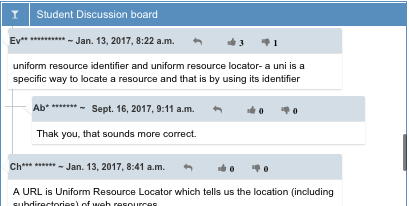 Student Discussion board
Ev** ********** ~ Jan. 13, 2017, 8:22 a.m. 3 1
uniform resource identifier and uniform resource locator- a uni is a
specific way to locate a resource and that is by using its identifier
Ab* ******* ~ Sept. 16, 2017, 9:11 a.m. 0 0
Thak you, that sounds more correct.
Ch*** ****** ~ Jan. 13, 2017, 8:41 a.m. 0 0
A URL is Uniform Resource Locator which tells us the location (including
subdirectories) of web resources